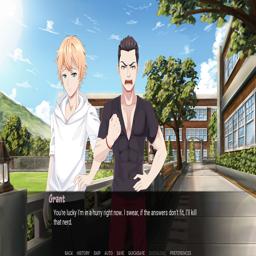 Grant
You're lucky I'm in a hurry right now. I swear, if the answers don't fit, I'll kill
that nerd.
BACK HISTORY SKIP AUTO SAVE QUICKSAVE QUICKLOAD PREFERENCES